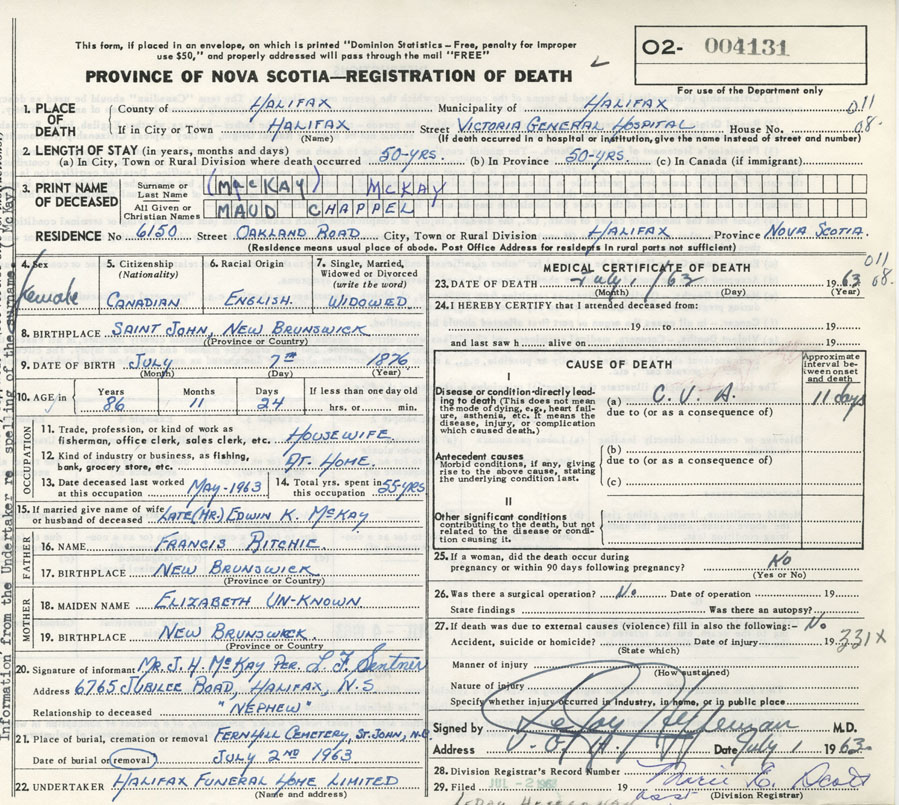 This form, if placed in an envelope, on which is printed "Dominion Statistics—Free, penalty for improper
use $50," and properly addressed will pass through the mail "FREE"
O2- 004131
PROVINCE OF NOVA SCOTIA—REGISTRATION OF DEATH
For use of the Department only
1. PLACE OF DEATH
County of HALIFAX Municipality of HALIFAX 011
If in City or Town HALIFAX Street VICTORIA GENERAL HOSPITAL House No. 08.
(Name) (If death occurred in a hospital or institution, give the name instead of street and number)
2. LENGTH OF STAY (in years, months and days)
(a) In City, Town or Rural Division where death occurred 50-YRS. (b) In Province 50-YRS. (c) In Canada (if immigrant)
3. PRINT NAME OF DECEASED
Surname or Last Name (MACKAY) MCKAY
All Given or Christian Names MAUD CHAPPEL
RESIDENCE No 6150 Street OAKLAND ROAD City, Town or Rural Division HALIFAX Province NOVA SCOTIA.
(Residence means usual place of abode. Post Office Address for residents in rural parts not sufficient)
4. Sex Female
5. Citizenship (Nationality) CANADIAN
6. Racial Origin ENGLISH.
7. Single, Married, Widowed or Divorced (write the word) WIDOWED
8. BIRTHPLACE SAINT JOHN, NEW BRUNSWICK
(Province or Country)
9. DATE OF BIRTH JULY 7TH 1876
(Month) (Day) (Year)
10. AGE in Years 86 Months 11 Days 24 If less than one day old hrs. or min.
OCCUPATION
11. Trade, profession, or kind of work as fisherman, office clerk, sales clerk, etc. HOUSEWIFE
12. Kind of industry or business, as fishing, bank, grocery store, etc. AT. HOME.
13. Date deceased last worked at this occupation MAY-1963
14. Total yrs. spent in this occupation 55-YRS
15. If married give name of wife or husband of deceased LATE (MR.) EDWIN K. MCKAY
FATHER
16. NAME FRANCIS RITCHIE.
17. BIRTHPLACE NEW BRUNSWICK
(Province or Country)
MOTHER
18. MAIDEN NAME ELIZABETH UN-KNOWN
19. BIRTHPLACE NEW BRUNSWICK.
(Province or Country)
20. Signature of informant MR. J. H. MCKAY PER.
Address 6765 JUBILEE ROAD, HALIFAX, N.S
Relationship to deceased "NEPHEW"
21. Place of burial, cremation or removal FERNHILL CEMETERY, ST. JOHN, N.B.
Date of burial or removal JULY 2ND 1963
22. UNDERTAKER HALIFAX FUNERAL HOME LIMITED
(Name and address)
MEDICAL CERTIFICATE OF DEATH 011
23. DATE OF DEATH July 1/63 1963 08.
(Month) (Day) (Year)
24. I HEREBY CERTIFY that I attended deceased from:
19 to 19
and last saw h alive on 19
CAUSE OF DEATH
Approximate interval between onset and death
I
Disease or condition directly leading to death (This does not mean the mode of dying, e.g., heart failure, asthenia, etc. It means the disease, injury, or complication which caused death.)
(a) C. V. A. 11 days
due to (or as a consequence of)
Antecedent causes
Morbid conditions, if any, giving rise to the above cause, stating the underlying condition last.
(b)
due to (or as a consequence of)
(c)
II
Other significant conditions contributing to the death, but not related to the disease or condition causing it.
25. If a woman, did the death occur during pregnancy or within 90 days following pregnancy? No
(Yes or No)
26. Was there a surgical operation? No Date of operation 19
State findings Was there an autopsy?
27. If death was due to external causes (violence) fill in also the following:- No
Accident, suicide or homicide? Date of injury 19 331X
(State which)
Manner of injury
(How sustained)
Nature of injury
Specify whether injury occurred in industry, in home, or in public place
Signed by M.D.
Address V. G. H. Date July 1 1963
28. Division Registrar's Record Number
29. Filed 19
(Division Registrar)
Information from the Undertaker re spelling of the surname. McKay)